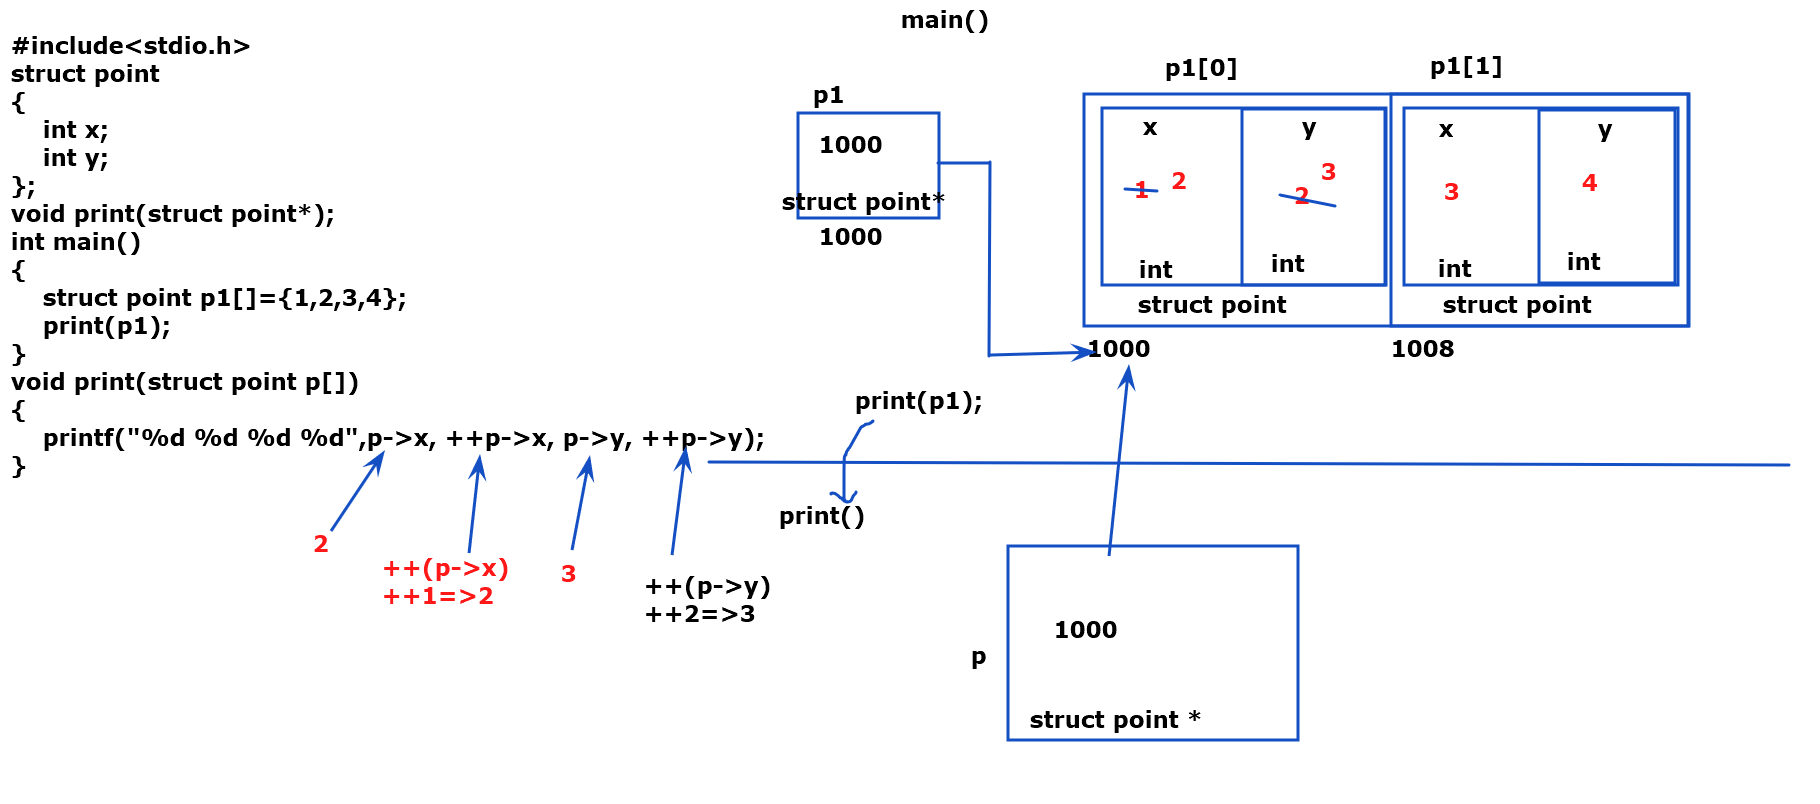 main()
#include<stdio.h>
struct point
{
int x;
int y;
};
void print(struct point*);
int main()
{
struct point p1[]={1,2,3,4};
print(p1);
}
void print(struct point p[])
{
printf("%d %d %d %d",p->x, ++p->x, p->y, ++p->y);
}
2
++(p->x)
++1=>2
3
++(p->y)
++2=>3
p1
1000
struct point*
1000
p1[0]
p1[1]
x
y
x
y
1 2
2 3
3
4
int
int
int
int
struct point
struct point
1000
1008
print(p1);
print()
p
1000
struct point *